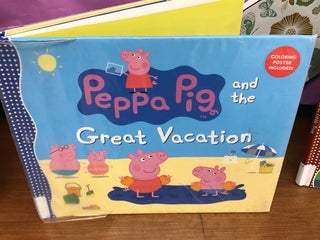 Peppa Pig
and
the
Great Vacation
COLORING
POSTER
INCLUDED!